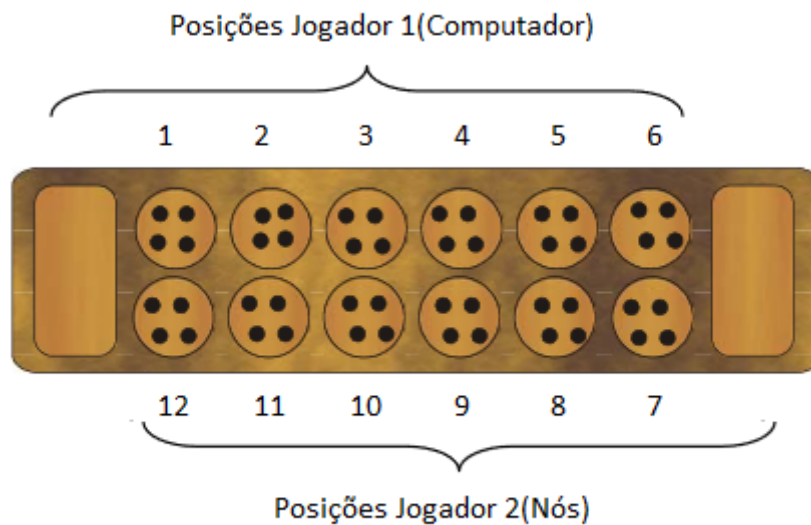 Posições Jogador 1(Computador)
1 2 3 4 5 6
12 11 10 9 8 7
Posições Jogador 2(Nós)